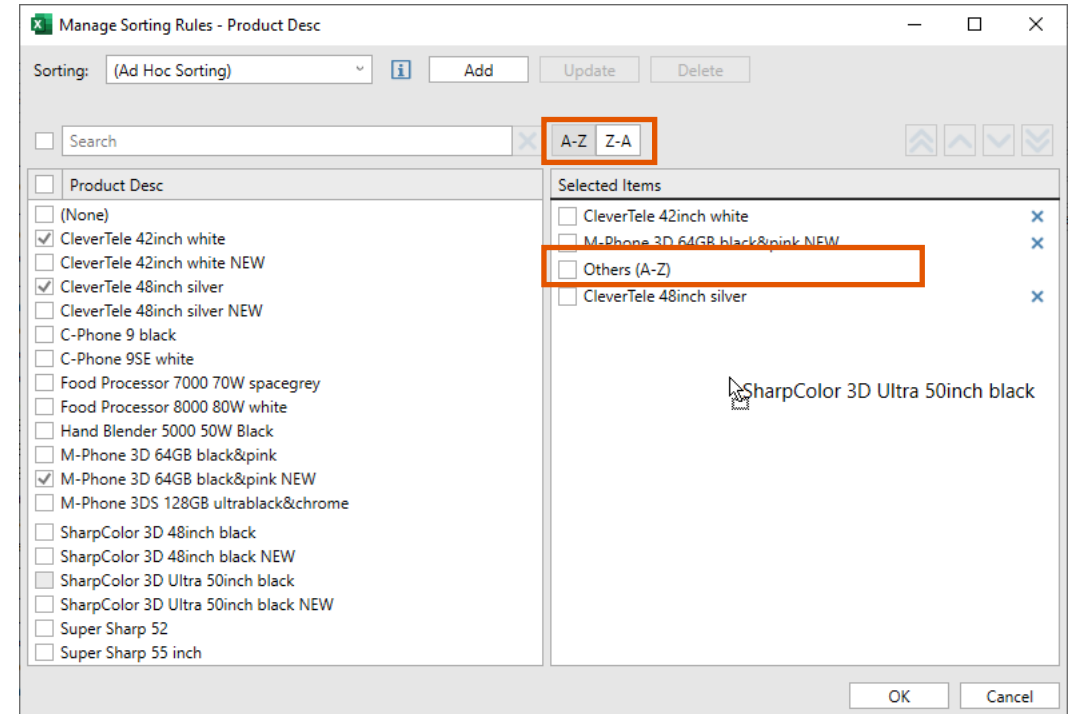 Manage Sorting Rules - Product Desc
Sorting: (Ad Hoc Sorting) i Add Update Delete
Search A-Z Z-A
Product Desc
(None)
CleverTele 42inch white
CleverTele 42inch white NEW
CleverTele 48inch silver
CleverTele 48inch silver NEW
C-Phone 9 black
C-Phone 9SE white
Food Processor 7000 70W spacegrey
Food Processor 8000 80W white
Hand Blender 5000 50W Black
M-Phone 3D 64GB black&pink
M-Phone 3D 64GB black&pink NEW
M-Phone 3DS 128GB ultrablack&chrome
SharpColor 3D 48inch black
SharpColor 3D 48inch black NEW
SharpColor 3D Ultra 50inch black
SharpColor 3D Ultra 50inch black NEW
Super Sharp 52
Super Sharp 55 inch
Selected Items
CleverTele 42inch white
M-Phone 3D 64GB black&pink NEW
Others (A-Z)
CleverTele 48inch silver
SharpColor 3D Ultra 50inch black
OK Cancel